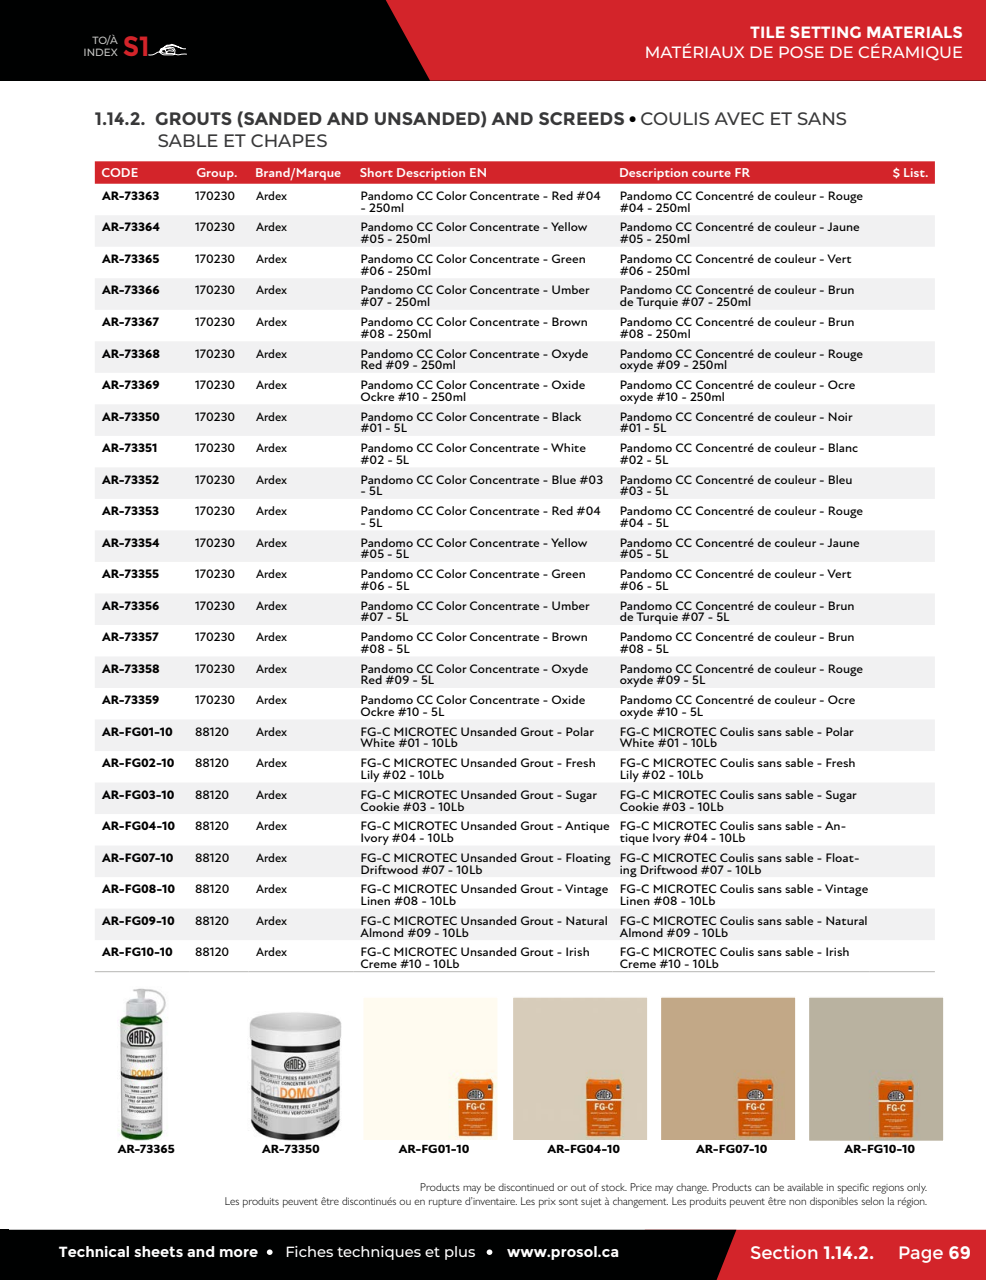 TO/À
INDEX S1
TILE SETTING MATERIALS
MATÉRIAUX DE POSE DE CÉRAMIQUE
1.14.2. GROUTS (SANDED AND UNSANDED) AND SCREEDS • COULIS AVEC ET SANS
SABLE ET CHAPES
CODE Group. Brand/Marque Short Description EN Description courte FR $ List.
AR-73363 170230 Ardex Pandomo CC Color Concentrate - Red #04 Pandomo CC Concentré de couleur - Rouge
- 250ml #04 - 250ml
AR-73364 170230 Ardex Pandomo CC Color Concentrate - Yellow Pandomo CC Concentré de couleur - Jaune
#05 - 250ml #05 - 250ml
AR-73365 170230 Ardex Pandomo CC Color Concentrate - Green Pandomo CC Concentré de couleur - Vert
#06 - 250ml #06 - 250ml
AR-73366 170230 Ardex Pandomo CC Color Concentrate - Umber Pandomo CC Concentré de couleur - Brun
#07 - 250ml de Turquie #07 - 250ml
AR-73367 170230 Ardex Pandomo CC Color Concentrate - Brown Pandomo CC Concentré de couleur - Brun
#08 - 250ml #08 - 250ml
AR-73368 170230 Ardex Pandomo CC Color Concentrate - Oxyde Pandomo CC Concentré de couleur - Rouge
Red #09 - 250ml oxyde #09 - 250ml
AR-73369 170230 Ardex Pandomo CC Color Concentrate - Oxide Pandomo CC Concentré de couleur - Ocre
Ockre #10 - 250ml oxyde #10 - 250ml
AR-73350 170230 Ardex Pandomo CC Color Concentrate - Black Pandomo CC Concentré de couleur - Noir
#01 - 5L #01 - 5L
AR-73351 170230 Ardex Pandomo CC Color Concentrate - White Pandomo CC Concentré de couleur - Blanc
#02 - 5L #02 - 5L
AR-73352 170230 Ardex Pandomo CC Color Concentrate - Blue #03 Pandomo CC Concentré de couleur - Bleu
- 5L #03 - 5L
AR-73353 170230 Ardex Pandomo CC Color Concentrate - Red #04 Pandomo CC Concentré de couleur - Rouge
- 5L #04 - 5L
AR-73354 170230 Ardex Pandomo CC Color Concentrate - Yellow Pandomo CC Concentré de couleur - Jaune
#05 - 5L #05 - 5L
AR-73355 170230 Ardex Pandomo CC Color Concentrate - Green Pandomo CC Concentré de couleur - Vert
#06 - 5L #06 - 5L
AR-73356 170230 Ardex Pandomo CC Color Concentrate - Umber Pandomo CC Concentré de couleur - Brun
#07 - 5L de Turquie #07 - 5L
AR-73357 170230 Ardex Pandomo CC Color Concentrate - Brown Pandomo CC Concentré de couleur - Brun
#08 - 5L #08 - 5L
AR-73358 170230 Ardex Pandomo CC Color Concentrate - Oxyde Pandomo CC Concentré de couleur - Rouge
Red #09 - 5L oxyde #09 - 5L
AR-73359 170230 Ardex Pandomo CC Color Concentrate - Oxide Pandomo CC Concentré de couleur - Ocre
Ockre #10 - 5L oxyde #10 - 5L
AR-FG01-10 88120 Ardex FG-C MICROTEC Unsanded Grout - Polar FG-C MICROTEC Coulis sans sable - Polar
White #01 - 10Lb White #01 - 10Lb
AR-FG02-10 88120 Ardex FG-C MICROTEC Unsanded Grout - Fresh FG-C MICROTEC Coulis sans sable - Fresh
Lily #02 - 10Lb Lily #02 - 10Lb
AR-FG03-10 88120 Ardex FG-C MICROTEC Unsanded Grout - Sugar FG-C MICROTEC Coulis sans sable - Sugar
Cookie #03 - 10Lb Cookie #03 - 10Lb
AR-FG04-10 88120 Ardex FG-C MICROTEC Unsanded Grout - Antique FG-C MICROTEC Coulis sans sable - An-
Ivory #04 - 10Lb tique Ivory #04 - 10Lb
AR-FG07-10 88120 Ardex FG-C MICROTEC Unsanded Grout - Floating FG-C MICROTEC Coulis sans sable - Float-
Driftwood #07 - 10Lb ing Driftwood #07 - 10Lb
AR-FG08-10 88120 Ardex FG-C MICROTEC Unsanded Grout - Vintage FG-C MICROTEC Coulis sans sable - Vintage
Linen #08 - 10Lb Linen #08 - 10Lb
AR-FG09-10 88120 Ardex FG-C MICROTEC Unsanded Grout - Natural FG-C MICROTEC Coulis sans sable - Natural
Almond #09 - 10Lb Almond #09 - 10Lb
AR-FG10-10 88120 Ardex FG-C MICROTEC Unsanded Grout - Irish FG-C MICROTEC Coulis sans sable - Irish
Creme #10 - 10Lb Creme #10 - 10Lb
ARDEX ARDEX
DOMO panDOMO
FG-C FG-C FG-C FG-C
AR-73365 AR-73350 AR-FG01-10 AR-FG04-10 AR-FG07-10 AR-FG10-10
Products may be discontinued or out of stock. Price may change. Products can be available in specific regions only.
Les produits peuvent être discontinués ou en rupture d'inventaire. Les prix sont sujet à changement. Les produits peuvent être non disponibles selon la région.
Technical sheets and more • Fiches techniques et plus • www.prosol.ca
Section 1.14.2. Page 69